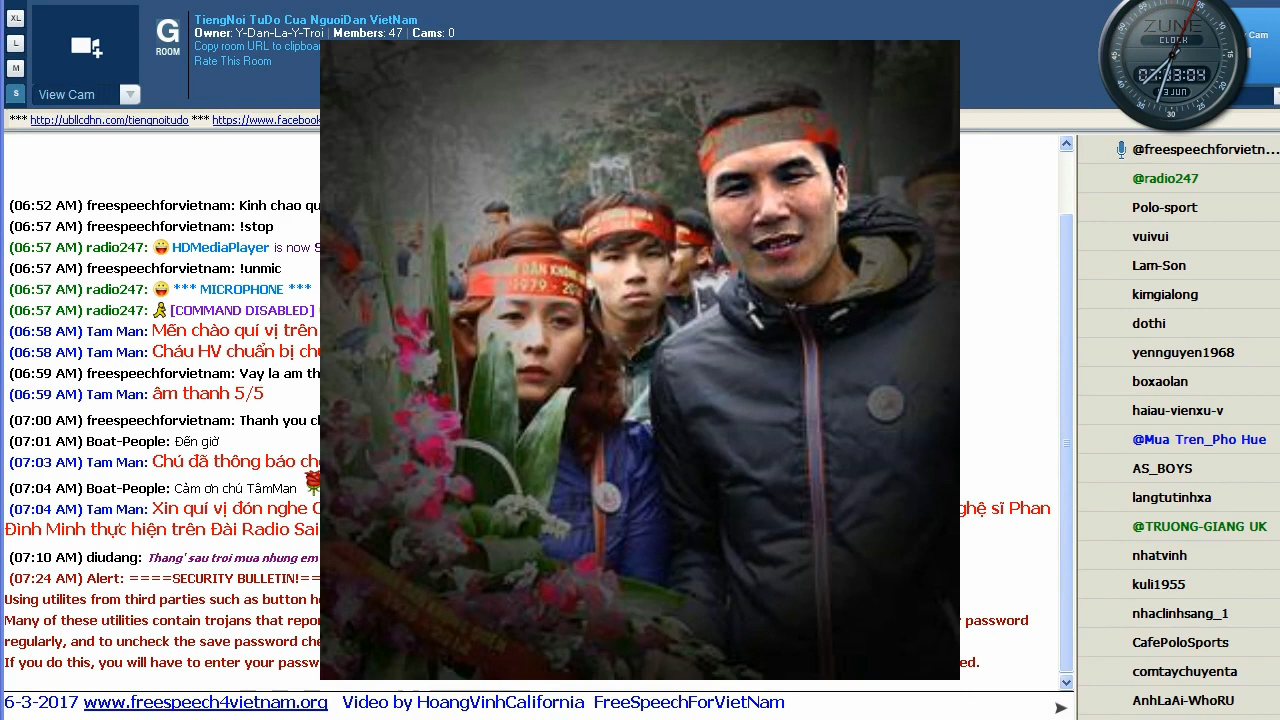 XL
L
M
S
View Cam
G
ROOM
TiengNoi TuDo Cua NguoiDan VietNam
Owner: Y-Dan-La-Y-Troi | Members: 47 | Cams: 0
Copy room URL to clipboa
Rate This Room
ZUNE
CLOCK
3 JUN
Cam
*** http://ubllcdhn.com/tiengnoitudo *** https://www.facebook
(06:52 AM) freespeechforvietnam: Kinh chao qu
(06:57 AM) freespeechforvietnam: !stop
(06:57 AM) radio247: HDMediaPlayer is now S
(06:57 AM) freespeechforvietnam: !unmic
(06:57 AM) radio247: *** MICROPHONE ***
(06:57 AM) radio247: [COMMAND DISABLED]
(06:58 AM) Tam Man: Mến chào quí vị trên
(06:58 AM) Tam Man: Cháu HV chuẩn bị ch
(06:59 AM) freespeechforvietnam: Vay la am th
(06:59 AM) Tam Man: âm thanh 5/5
(07:00 AM) freespeechforvietnam: Thank you c
(07:01 AM) Boat-People: Đến giờ
(07:03 AM) Tam Man: Chú đã thông báo ch
(07:04 AM) Boat-People: Cảm ơn chú TâmMan
(07:04 AM) Tam Man: Xin quí vị đón nghe ghệ sĩ Phan
Đình Minh thực hiện trên Đài Radio Sai
(07:10 AM) diudang: Thang' sau troi mua nhung em
(07:24 AM) Alert: ====SECURITY BULLETIN!==
Using utilites from third parties such as button h
Many of these utilities contain trojans that repo r password
regularly, and to uncheck the save password che
If you do this, you will have to enter your passw ed.
DÂN KHÔNG
1979 - 20
@freespeechforvietn...
@radio247
Polo-sport
vuivui
Lam-Son
kimgialong
dothi
yennguyen1968
boxaolan
haiau-vienxu-v
@Mua Tren_Pho Hue
AS_BOYS
langtutinhxa
@TRUONG-GIANG UK
nhatvinh
kuli1955
nhaclinhsang_1
CafePoloSports
comtaychuyenta
AnhLaAi-WhoRU
6-3-2017 www.freespeech4vietnam.org Video by HoangVinhCalifornia FreeSpeechForVietNam